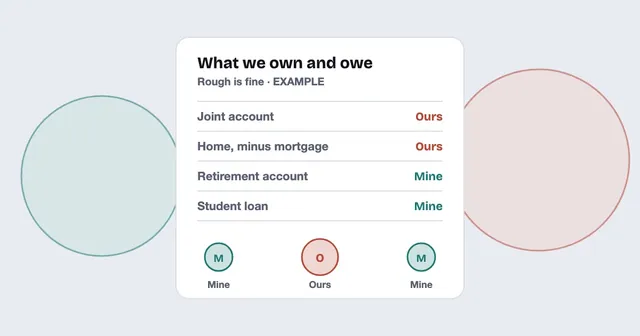 What we own and owe
Rough is fine · EXAMPLE
Joint account Ours
Home, minus mortgage Ours
Retirement account Mine
Student loan Mine
M O M
Mine Ours Mine